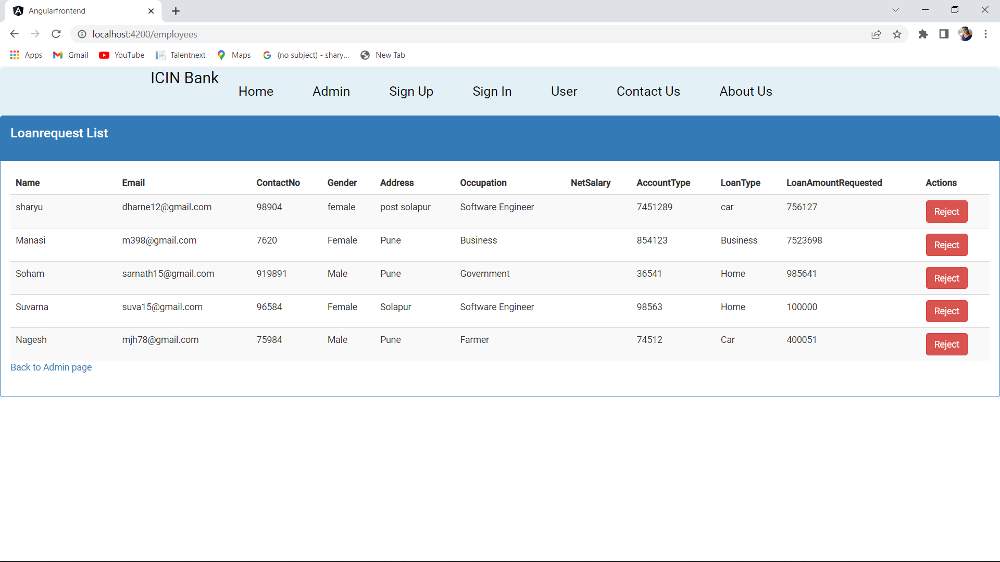 Angularfrontend
localhost:4200/employees
Apps Gmail YouTube Talentnext Maps (no subject) - shary... New Tab
ICIN Bank
Home Admin Sign Up Sign In User Contact Us About Us
Loanrequest List
Name Email ContactNo Gender Address Occupation NetSalary AccountType LoanType LoanAmountRequested Actions
sharyu dharne12@gmail.com 98904 female post solapur Software Engineer 7451289 car 756127 Reject
Manasi m398@gmail.com 7620 Female Pune Business 854123 Business 7523698 Reject
Soham sarnath15@gmail.com 919891 Male Pune Government 36541 Home 985641 Reject
Suvarna suva15@gmail.com 96584 Female Solapur Software Engineer 98563 Home 100000 Reject
Nagesh mjh78@gmail.com 75984 Male Pune Farmer 74512 Car 400051 Reject
Back to Admin page